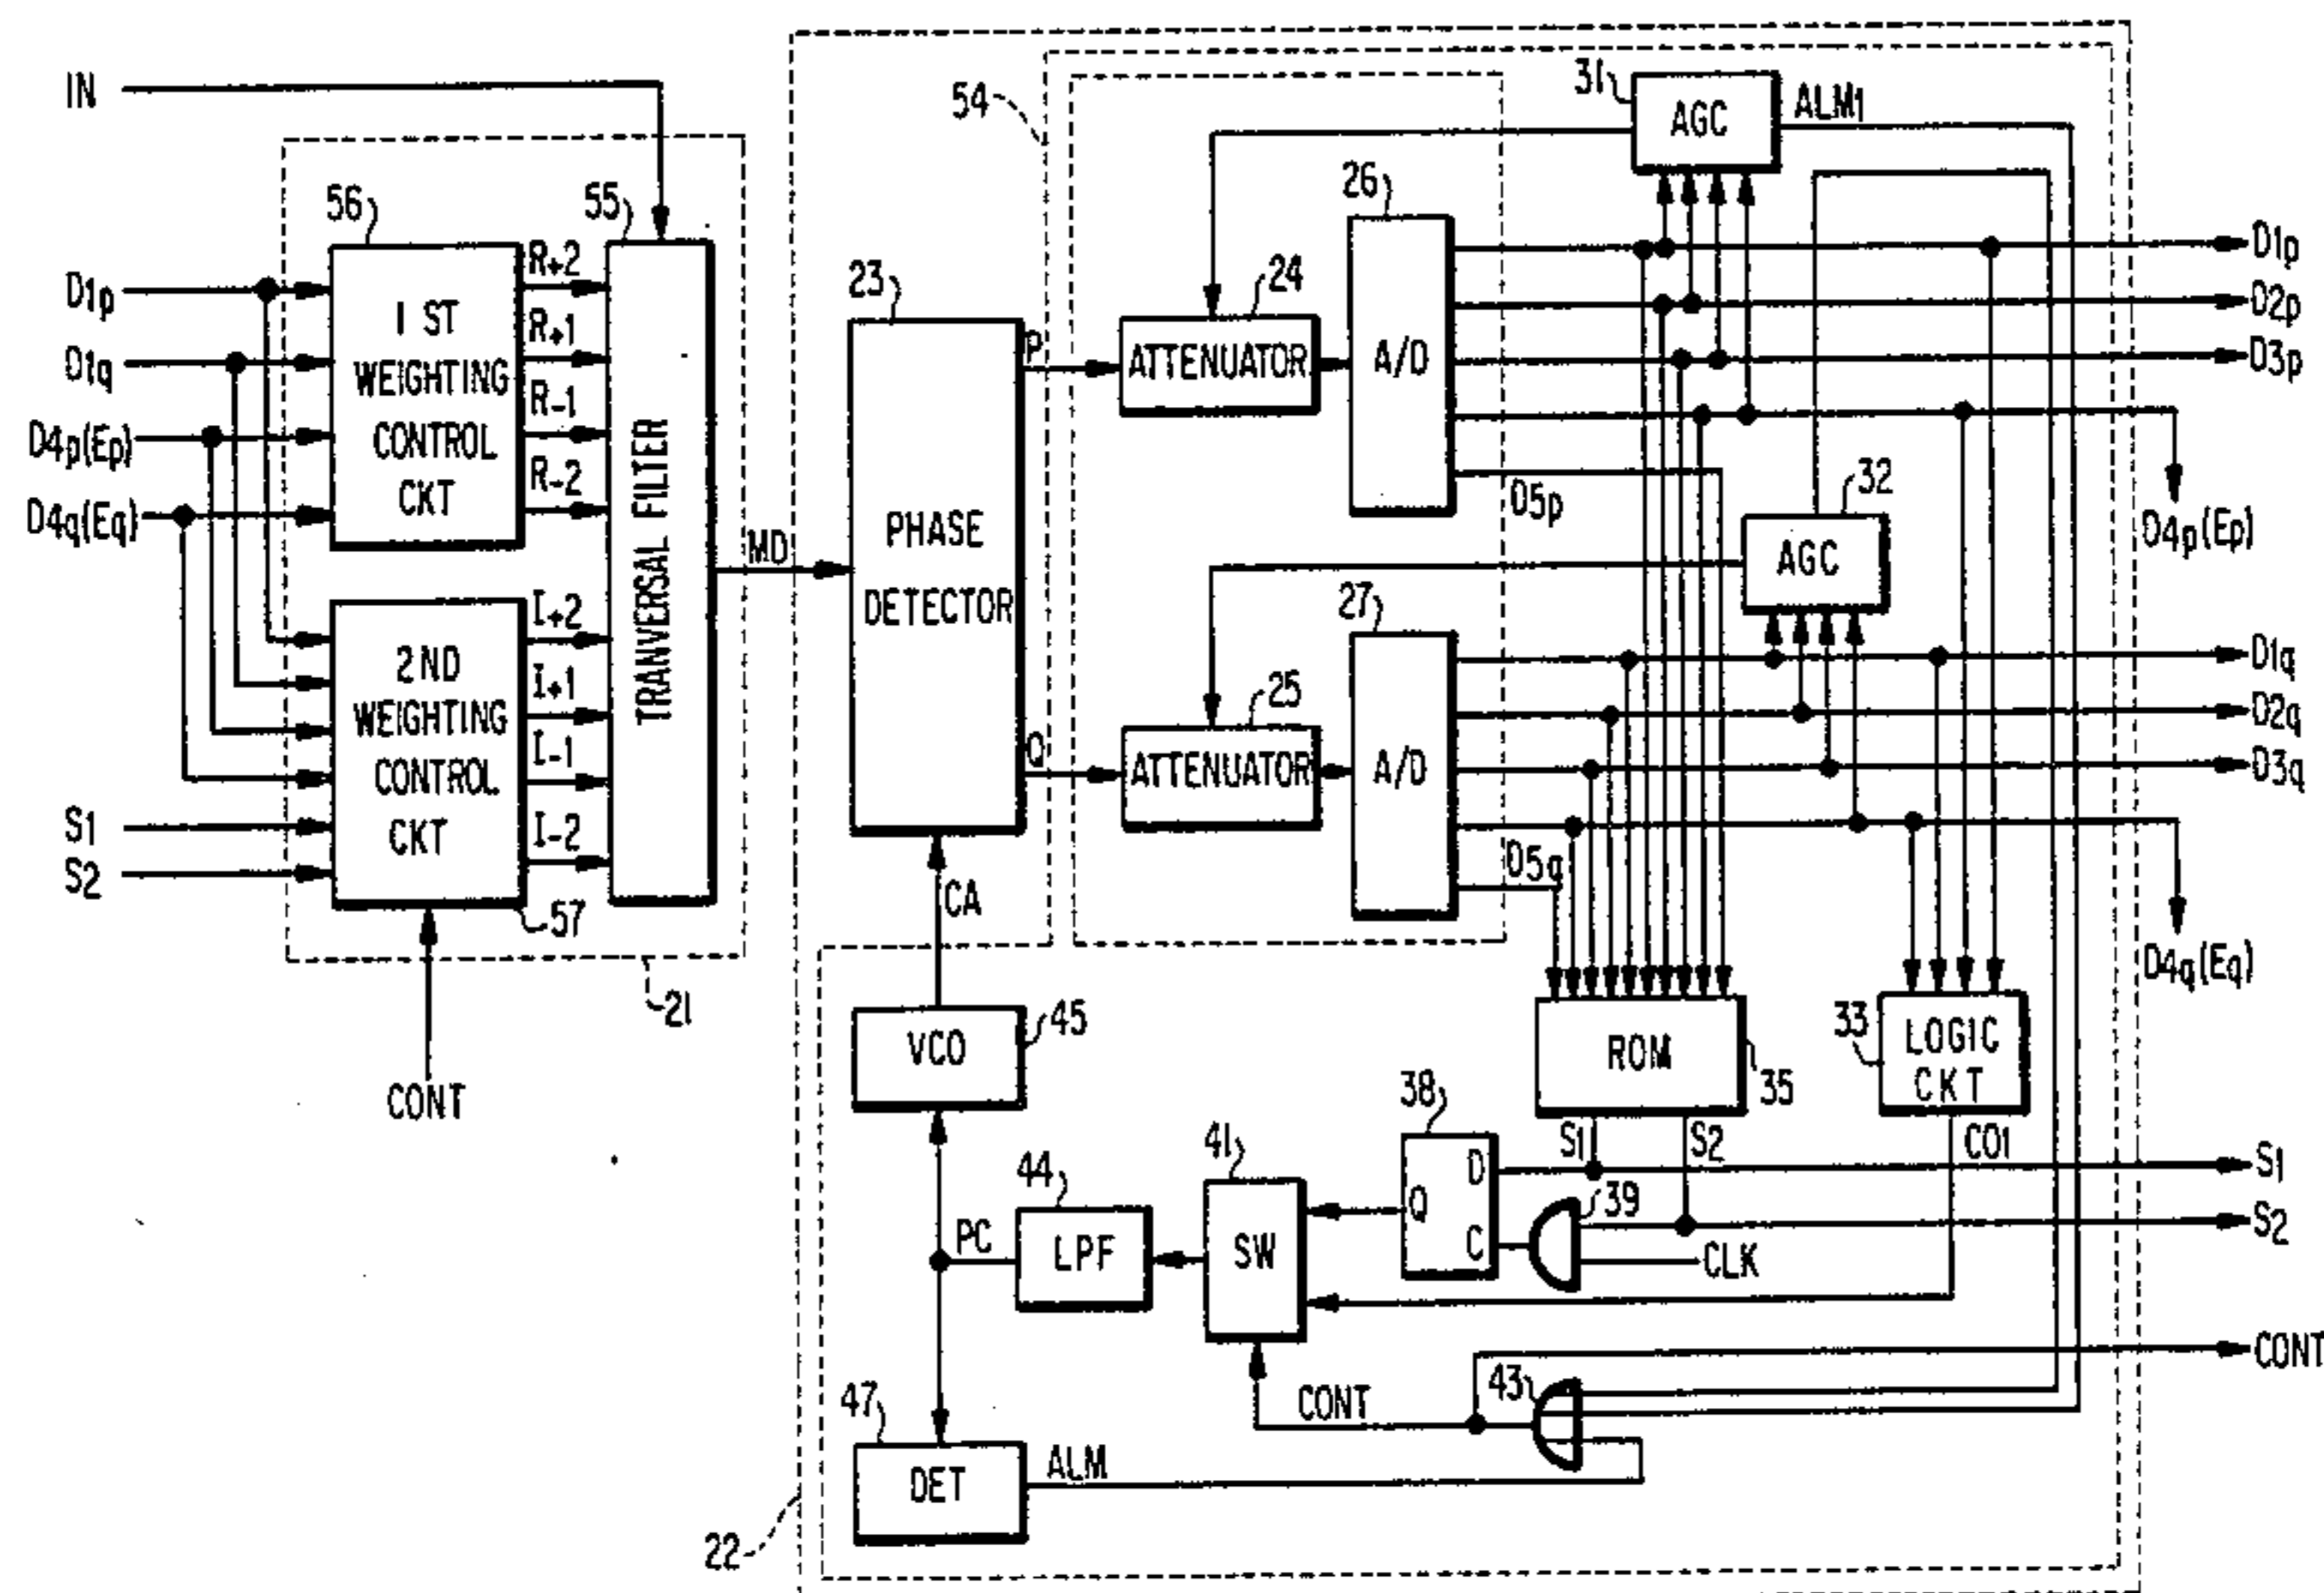 IN
56
55
1 ST
WEIGHTING
CONTROL
CKT
D1p
D1q
D4p(Ep)
D4q(Eq)
R+2
R+1
R-1
R-2
TRANVERSAL FILTER
2ND
WEIGHTING
CONTROL
CKT
I+2
I+1
I-1
I-2
S1
S2
57
21
CONT
MD
54
23
PHASE
DETECTOR
P
Q
CA
24
ATTENUATOR
25
ATTENUATOR
26
A/D
27
A/D
D5p
D5q
31
AGC
ALM1
32
AGC
D1p
D2p
D3p
D4p(Ep)
D1q
D2q
D3q
D4q(Eq)
ROM
35
33
LOGIC
CKT
S1
S2
CO1
VCO
45
38
D
Q
C
39
CLK
41
SW
44
LPF
PC
S1
S2
CONT
43
CONT
47
DET
ALM
22